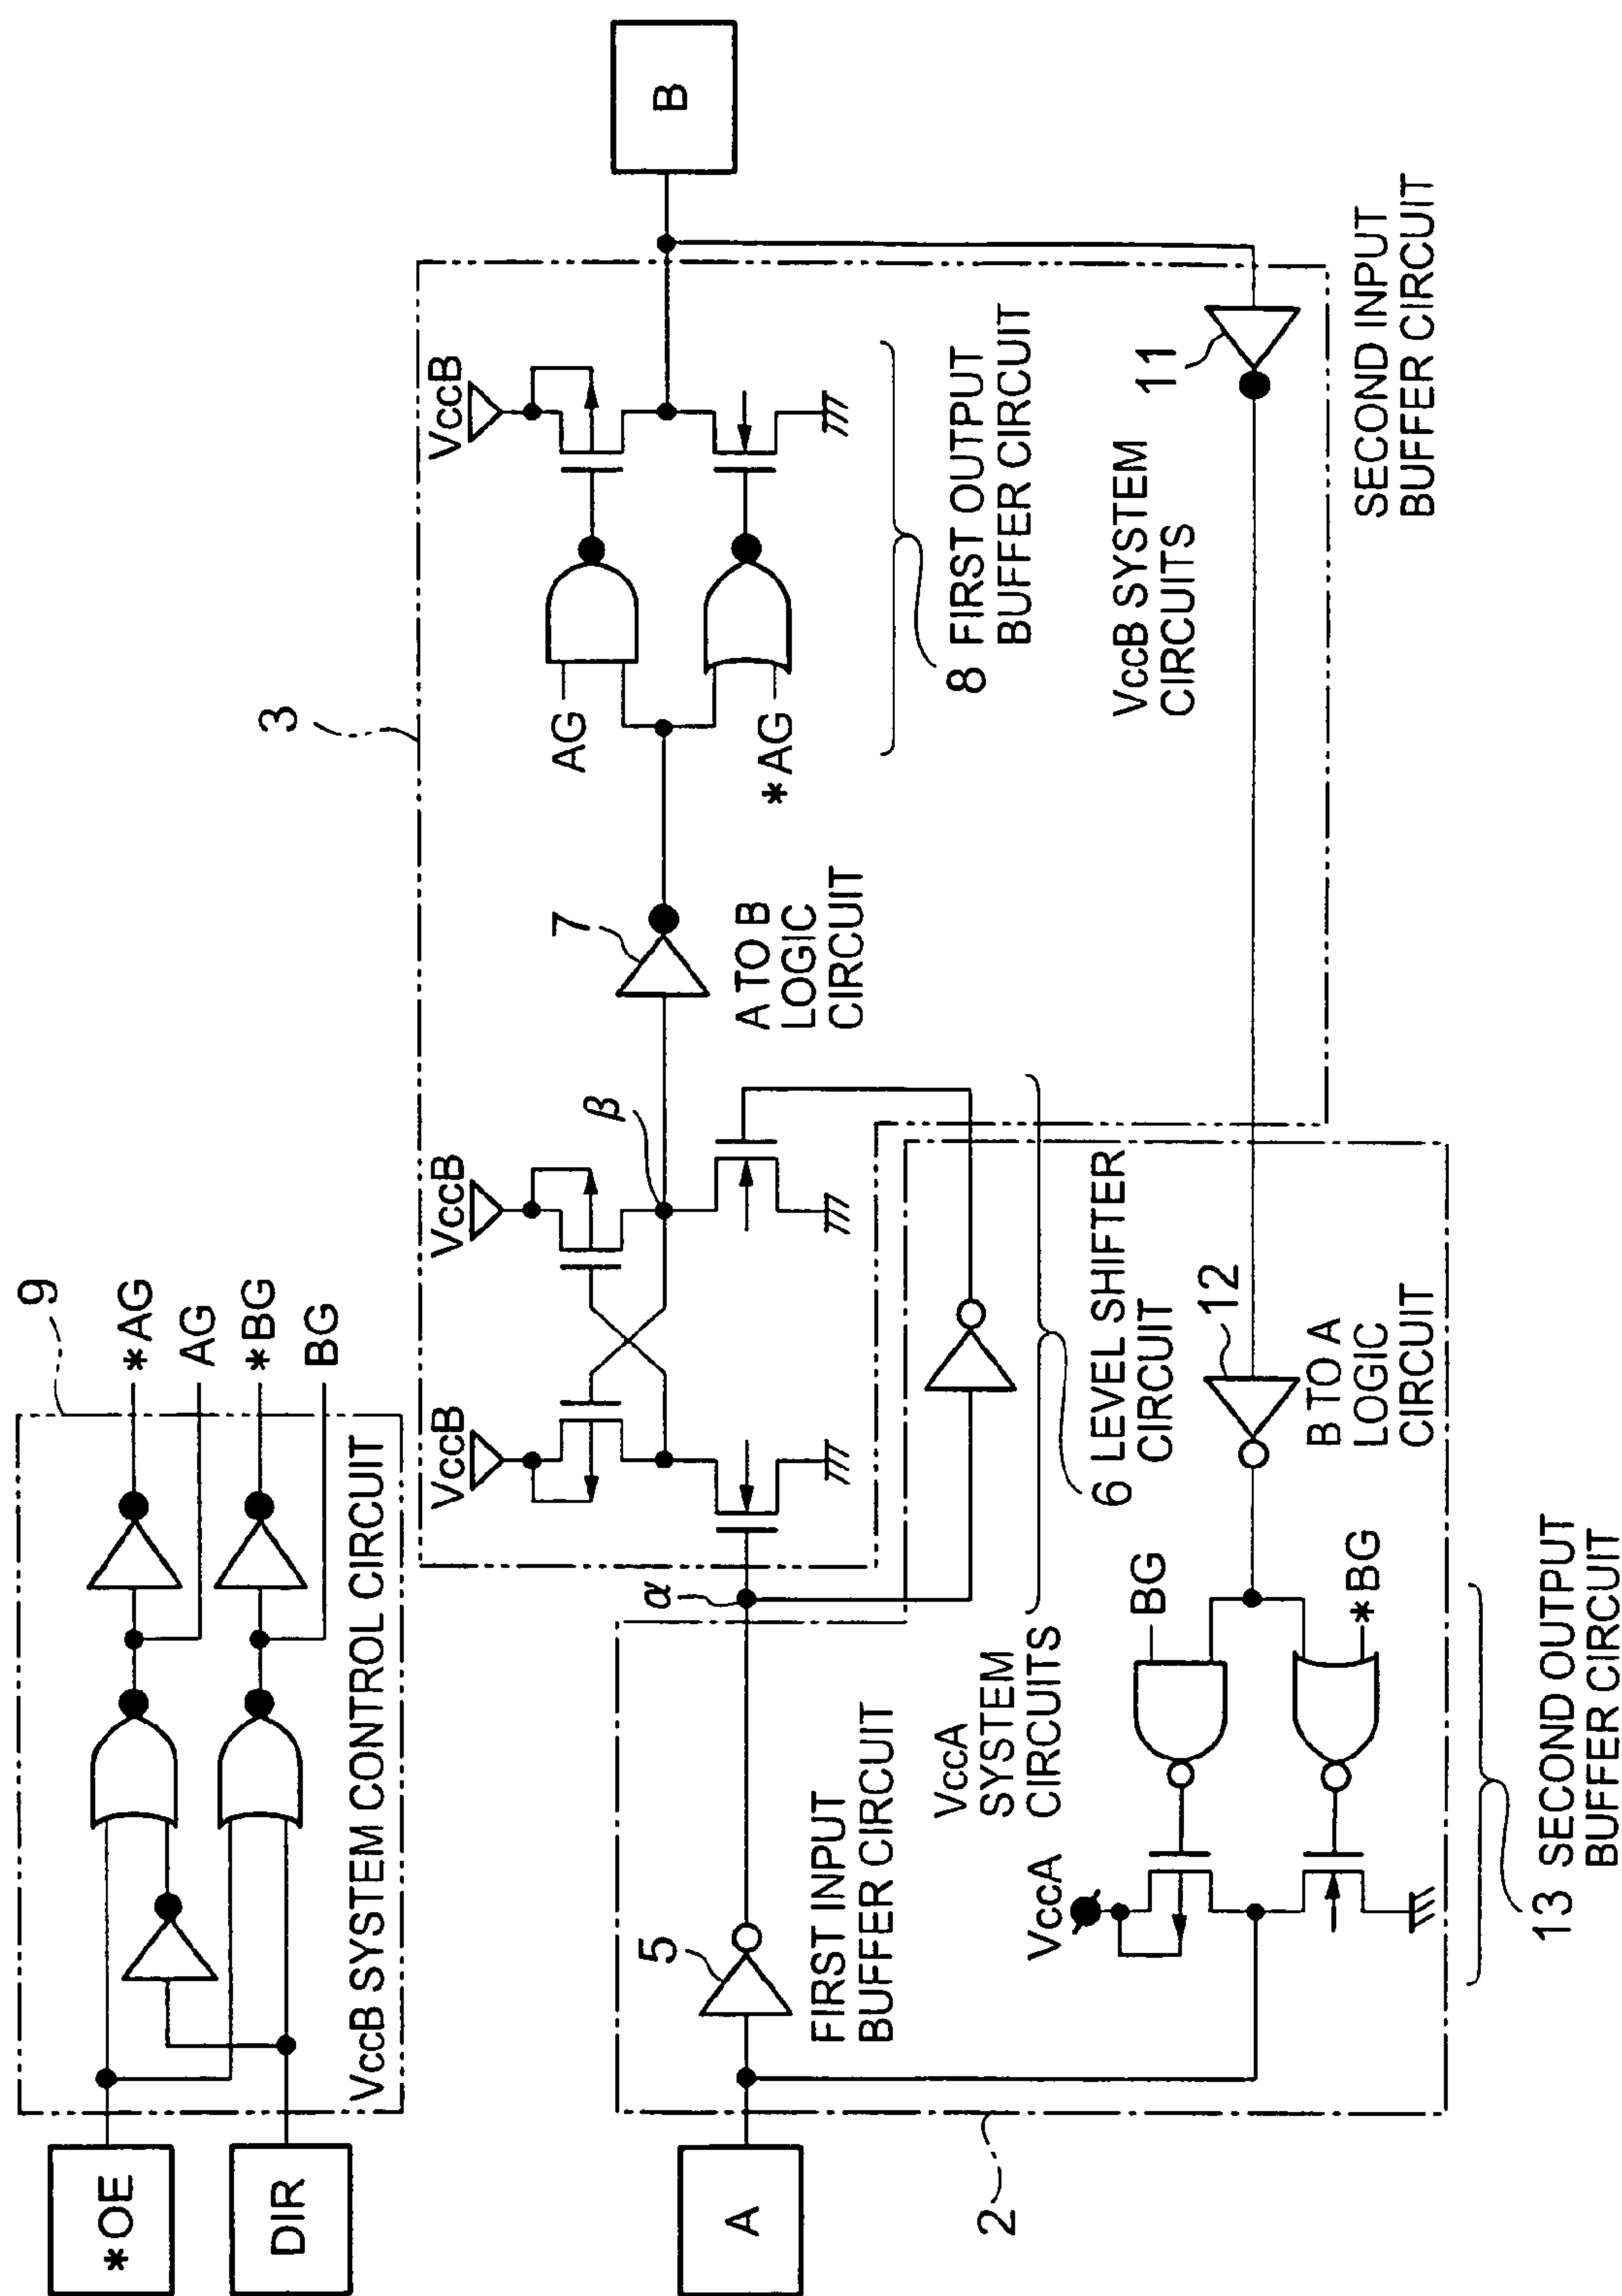 *OE
DIR
9
*AG
AG
*BG
BG
VccB SYSTEM CONTROL CIRCUIT
3
VccB
VccB
VccB
β
7
A TO B
LOGIC
CIRCUIT
AG
*AG
8 FIRST OUTPUT
BUFFER CIRCUIT
B
A
5
FIRST INPUT
BUFFER CIRCUIT
α
VccA
SYSTEM
CIRCUITS
6 LEVEL SHIFTER
CIRCUIT
VccB SYSTEM
CIRCUITS
11
SECOND INPUT
BUFFER CIRCUIT
2
VccA
BG
*BG
12
B TO A
LOGIC
CIRCUIT
13 SECOND OUTPUT
BUFFER CIRCUIT